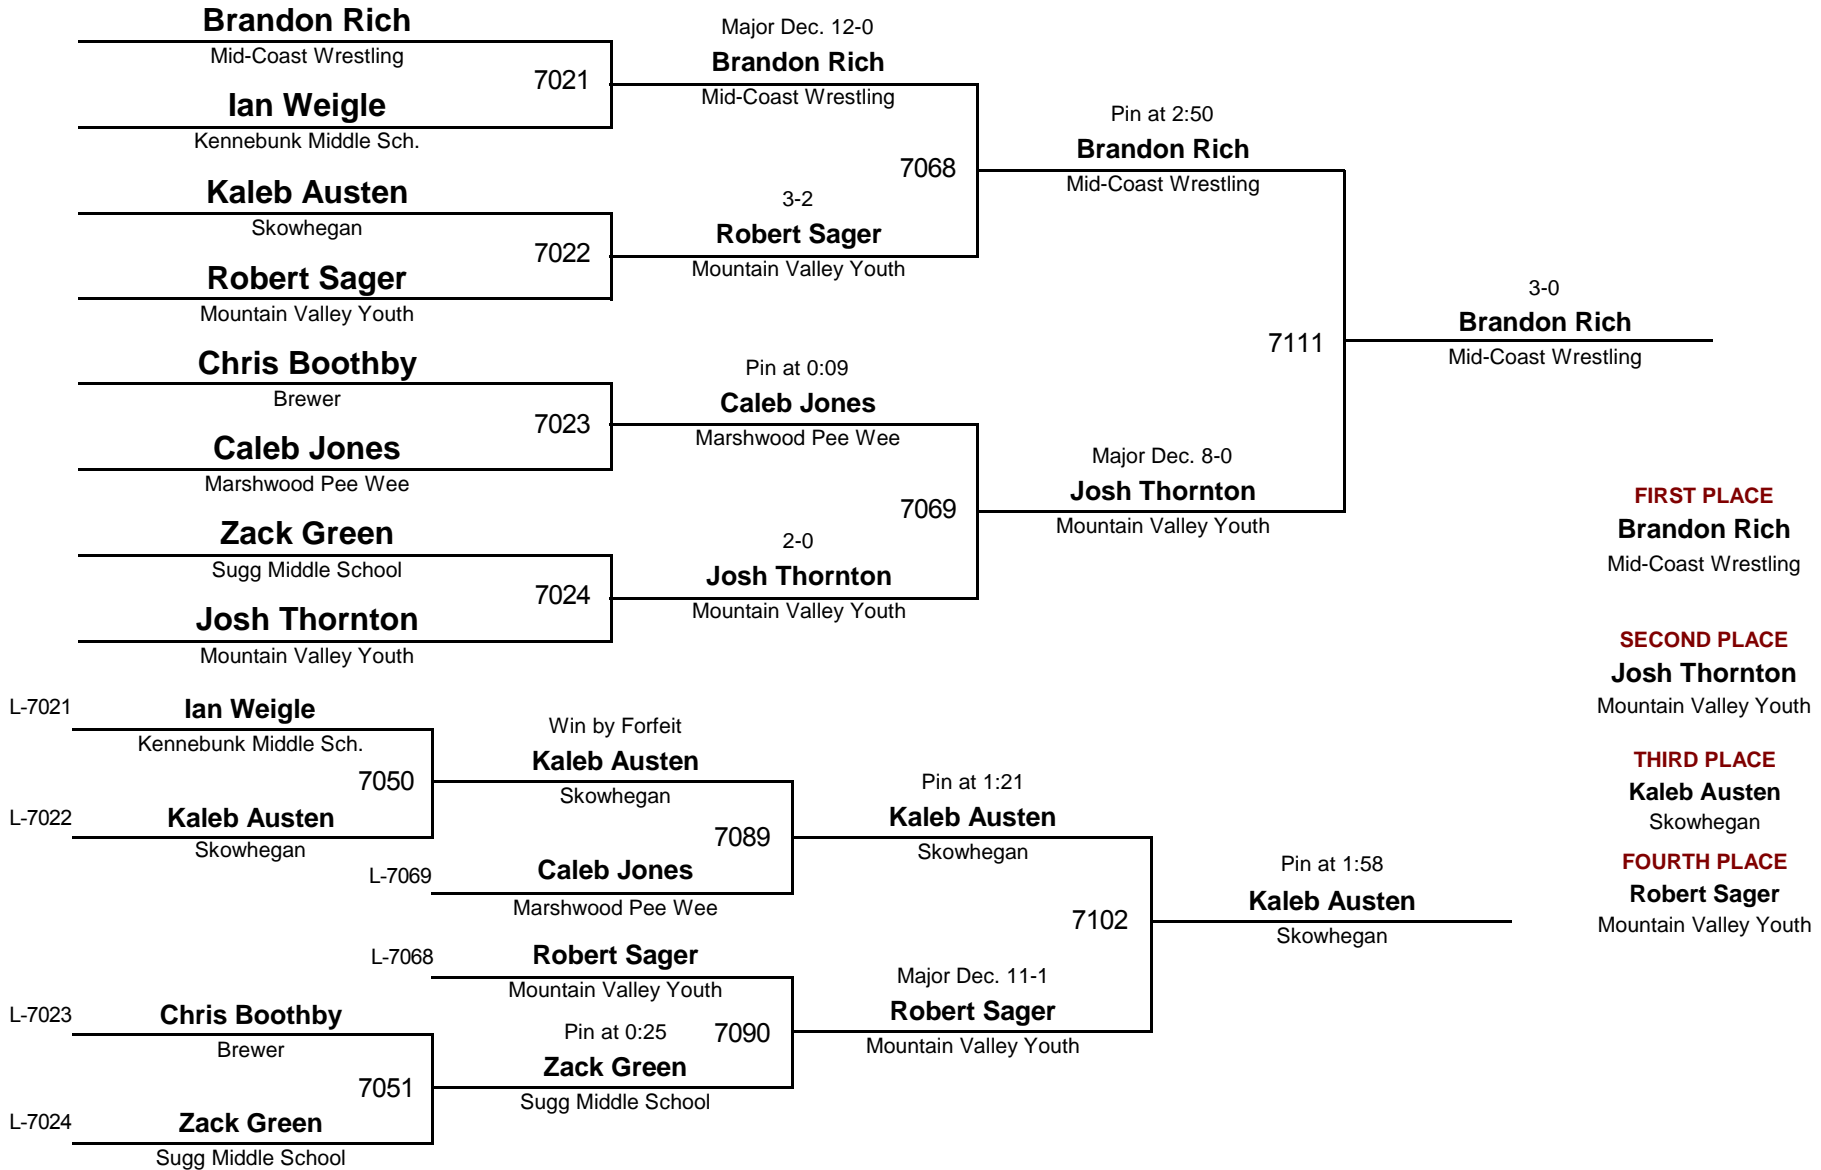 Brandon Rich
Mid-Coast Wrestling
7021
Ian Weigle
Kennebunk Middle Sch.
Kaleb Austen
Skowhegan
7022
Robert Sager
Mountain Valley Youth
Chris Boothby
Brewer
7023
Caleb Jones
Marshwood Pee Wee
Zack Green
Sugg Middle School
7024
Josh Thornton
Mountain Valley Youth
Major Dec. 12-0
Brandon Rich
Mid-Coast Wrestling
7068
3-2
Robert Sager
Mountain Valley Youth
Pin at 0:09
Caleb Jones
Marshwood Pee Wee
7069
2-0
Josh Thornton
Mountain Valley Youth
Pin at 2:50
Brandon Rich
Mid-Coast Wrestling
7111
Major Dec. 8-0
Josh Thornton
Mountain Valley Youth
3-0
Brandon Rich
Mid-Coast Wrestling
L-7021
Ian Weigle
Kennebunk Middle Sch.
7050
L-7022
Kaleb Austen
Skowhegan
L-7023
Chris Boothby
Brewer
7051
L-7024
Zack Green
Sugg Middle School
Win by Forfeit
Kaleb Austen
Skowhegan
7089
L-7069
Caleb Jones
Marshwood Pee Wee
L-7068
Robert Sager
Mountain Valley Youth
7090
Pin at 0:25
Zack Green
Sugg Middle School
Pin at 1:21
Kaleb Austen
Skowhegan
7102
Major Dec. 11-1
Robert Sager
Mountain Valley Youth
Pin at 1:58
Kaleb Austen
Skowhegan
FIRST PLACE
Brandon Rich
Mid-Coast Wrestling
SECOND PLACE
Josh Thornton
Mountain Valley Youth
THIRD PLACE
Kaleb Austen
Skowhegan
FOURTH PLACE
Robert Sager
Mountain Valley Youth